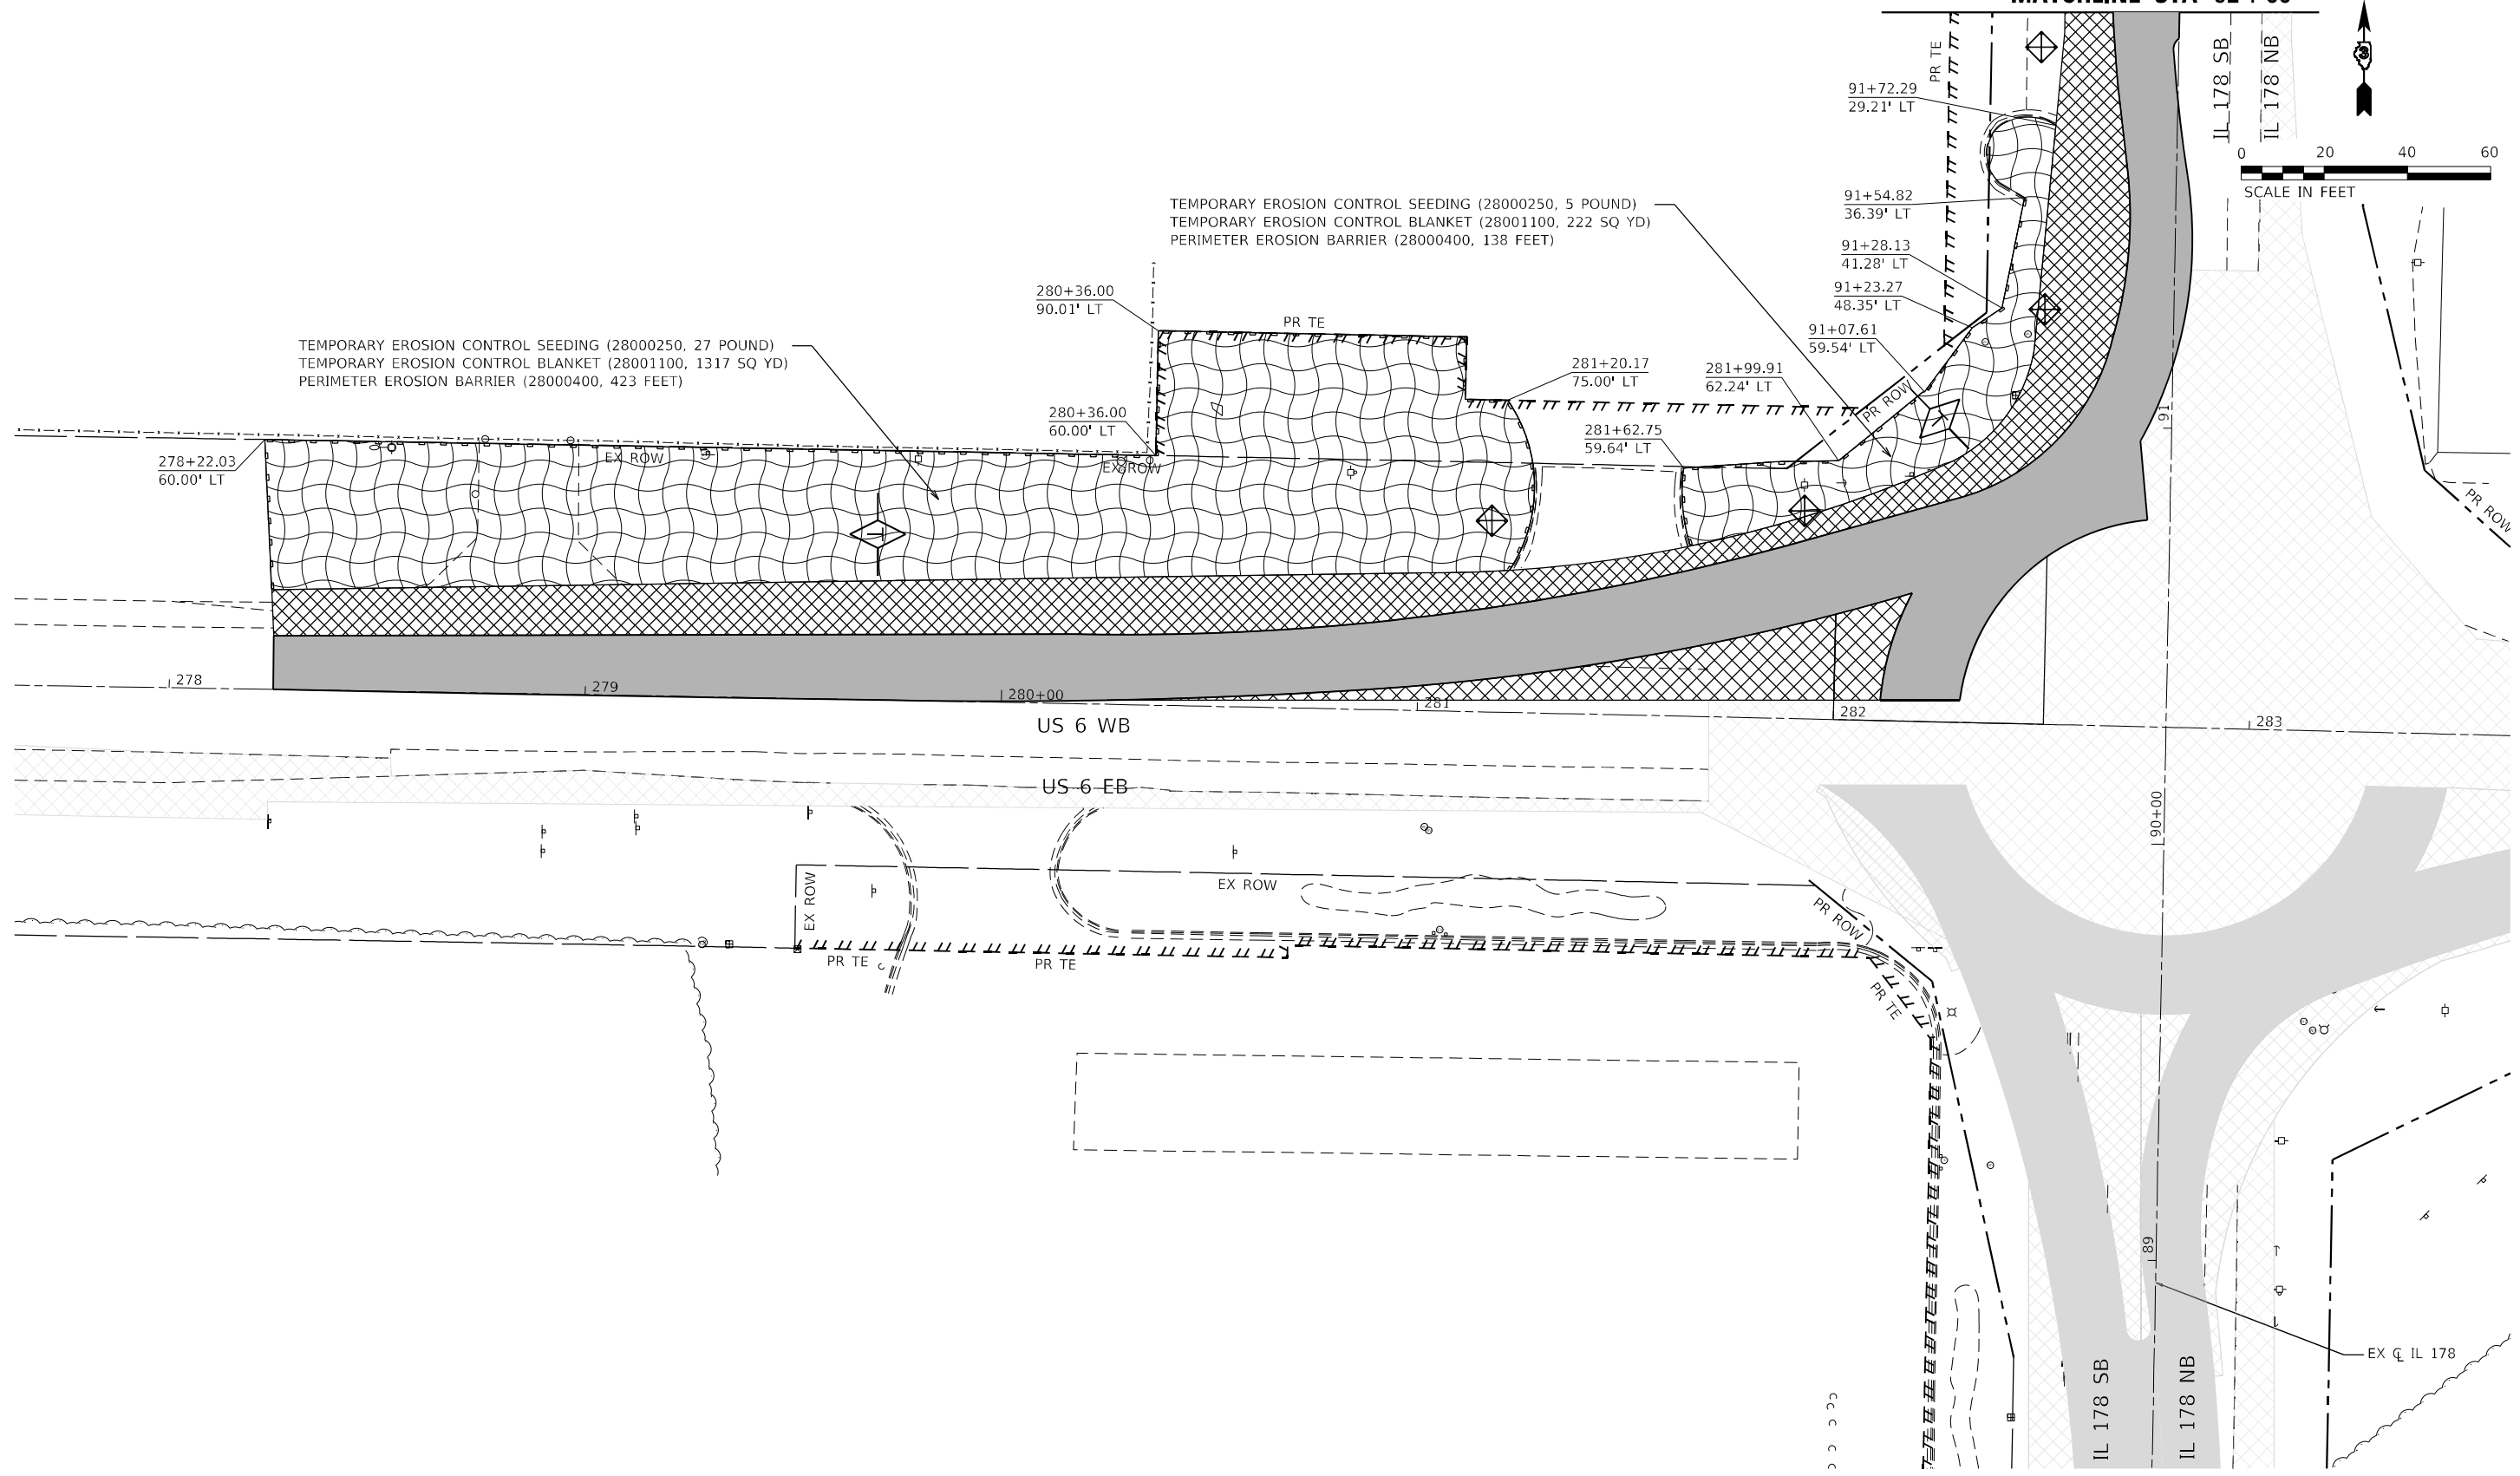 PR TE
IL 178 SB
IL 178 NB
91+72.29
29.21' LT
0 20 40 60
SCALE IN FEET
TEMPORARY EROSION CONTROL SEEDING (28000250, 5 POUND)
TEMPORARY EROSION CONTROL BLANKET (28001100, 222 SQ YD)
PERIMETER EROSION BARRIER (28000400, 138 FEET)
91+54.82
36.39' LT
91+28.13
41.28' LT
91+23.27
48.35' LT
91+07.61
59.54' LT
280+36.00
90.01' LT
PR TE
TEMPORARY EROSION CONTROL SEEDING (28000250, 27 POUND)
TEMPORARY EROSION CONTROL BLANKET (28001100, 1317 SQ YD)
PERIMETER EROSION BARRIER (28000400, 423 FEET)
281+20.17
75.00' LT
281+99.91
62.24' LT
PR ROW
280+36.00
60.00' LT
281+62.75
59.64' LT
91
278+22.03
60.00' LT
EX ROW
EX ROW
PR ROW
278
279
280+00
281
282
283
US 6 WB
US 6 EB
90+00
EX ROW
EX ROW
PR ROW
PR TE
PR TE
PR TE
89
EX ℄ IL 178
IL 178 SB
IL 178 NB